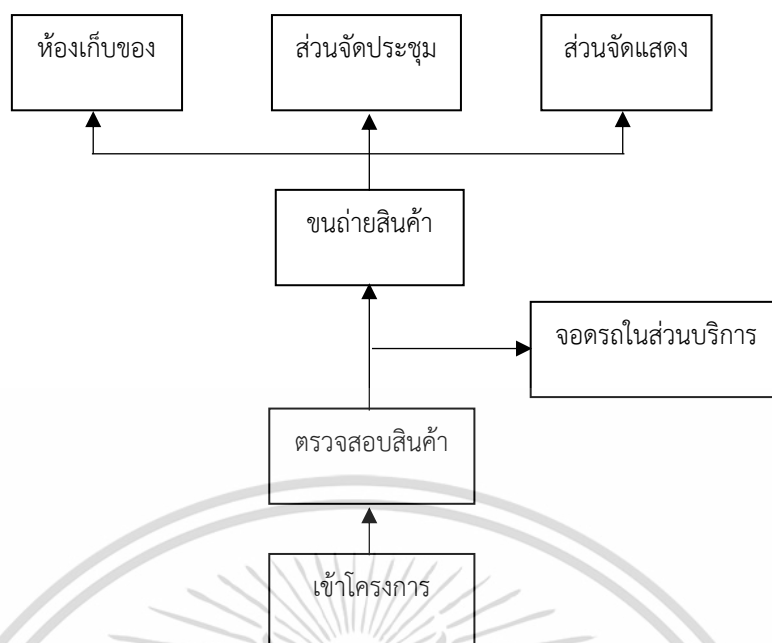 ห้องเก็บของ
ส่วนจัดประชุม
ส่วนจัดแสดง
ขนถ่ายสินค้า
จอดรถในส่วนบริการ
ตรวจสอบสินค้า
เข้าโครงการ